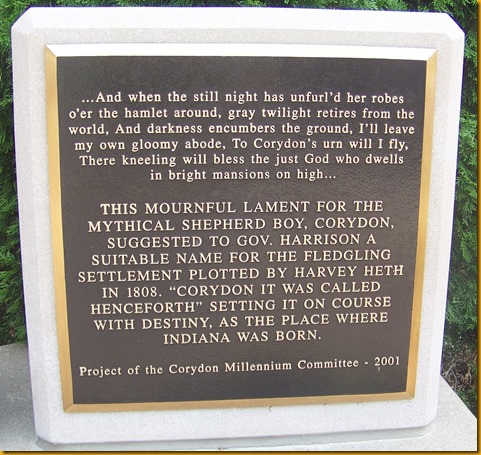 ...And when the still night has unfurl'd her robes
o'er the hamlet around, gray twilight retires from the
world, And darkness encumbers the ground, I'll leave
my own gloomy abode, To Corydon's urn will I fly,
There kneeling will bless the just God who dwells
in bright mansions on high...
THIS MOURNFUL LAMENT FOR THE
MYTHICAL SHEPHERD BOY, CORYDON,
SUGGESTED TO GOV. HARRISON A
SUITABLE NAME FOR THE FLEDGLING
SETTLEMENT PLOTTED BY HARVEY HETH
IN 1808. "CORYDON IT WAS CALLED
HENCEFORTH" SETTING IT ON COURSE
WITH DESTINY, AS THE PLACE WHERE
INDIANA WAS BORN.
Project of the Corydon Millennium Committee - 2001